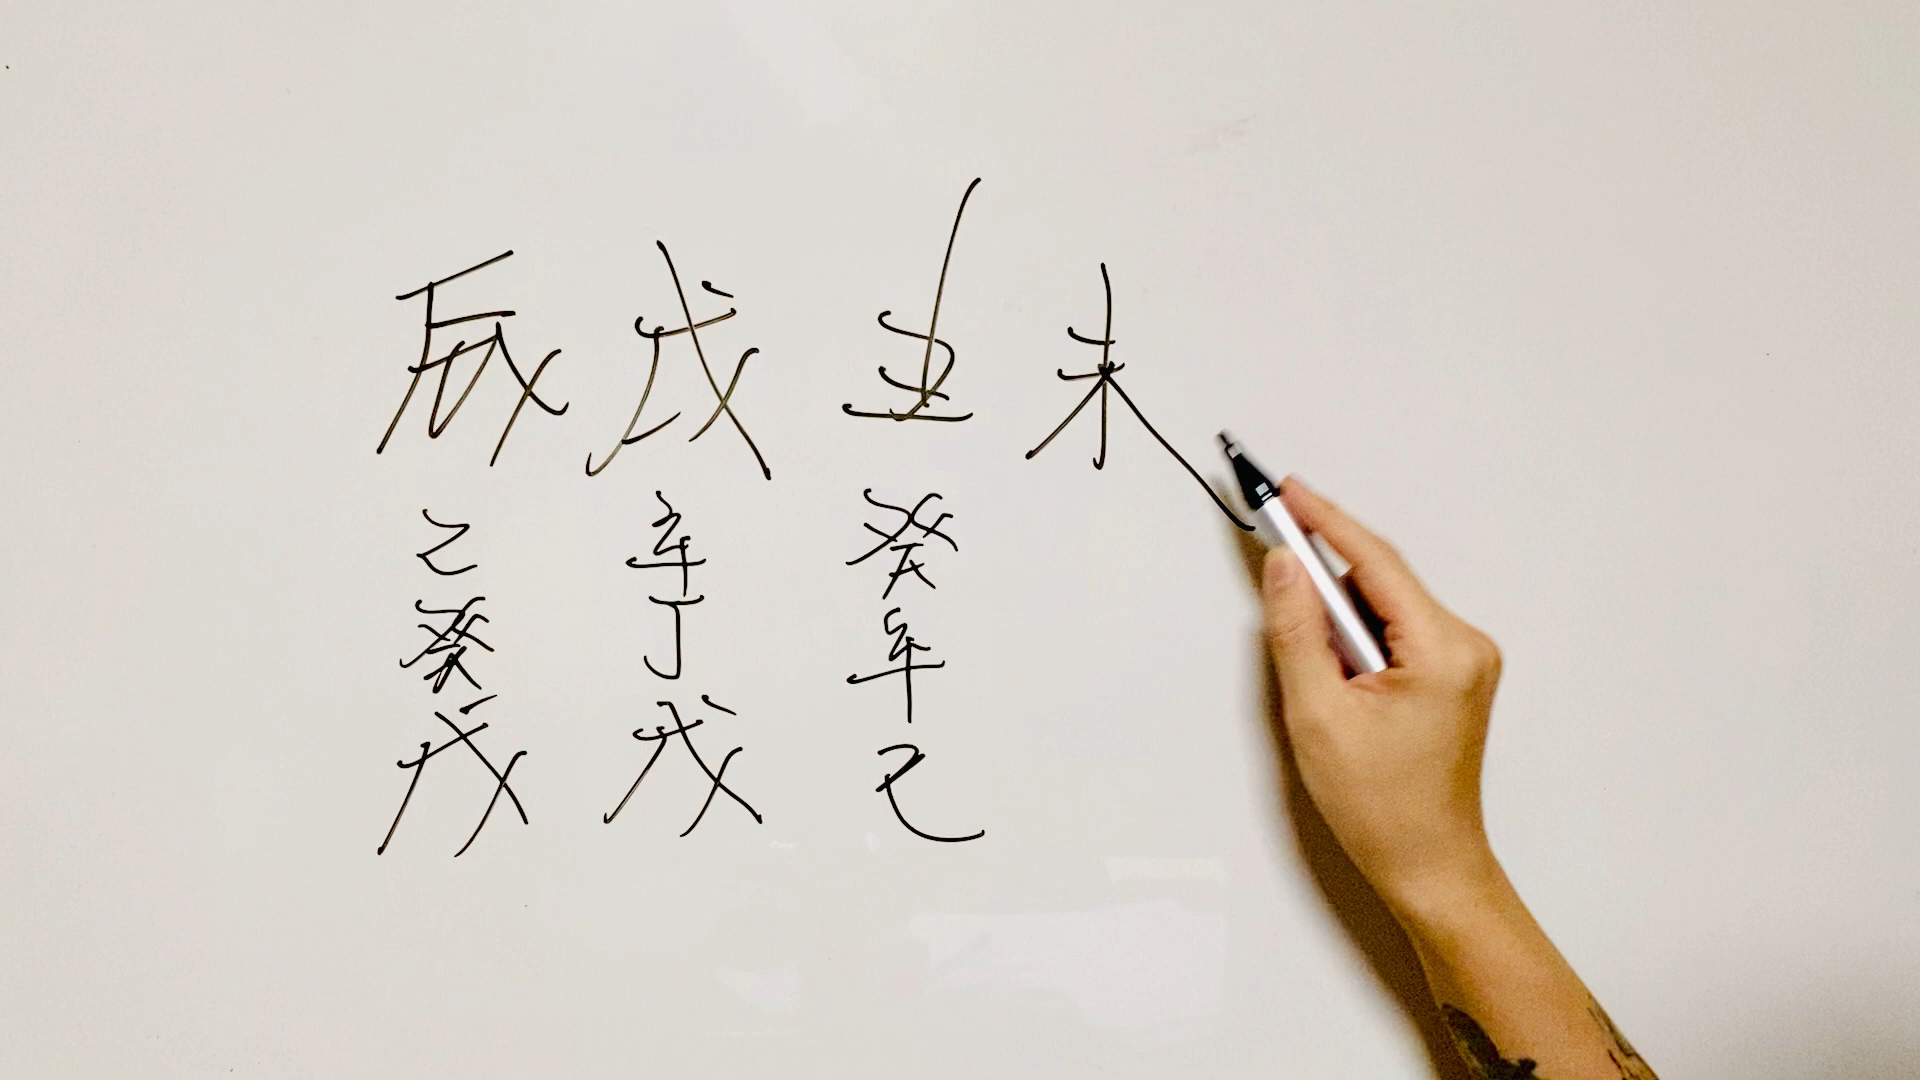 辰 戌 丑 未
乙 辛 癸
癸 丁 辛
戊 戊 己